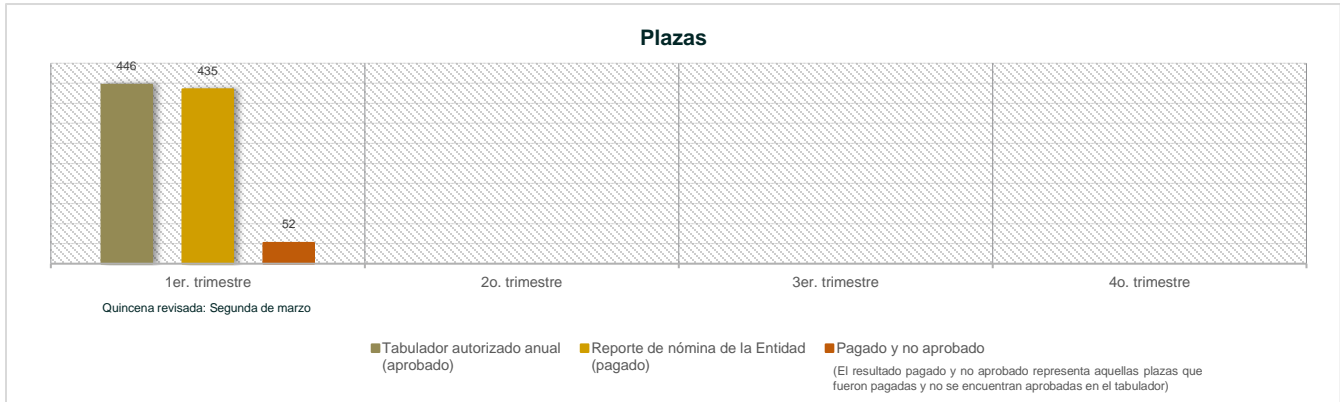 Plazas
446
435
52
1er. trimestre
2o. trimestre
3er. trimestre
4o. trimestre
Quincena revisada: Segunda de marzo
Tabulador autorizado anual
(aprobado)
Reporte de nómina de la Entidad
(pagado)
Pagado y no aprobado
(El resultado pagado y no aprobado representa aquellas plazas que
fueron pagadas y no se encuentran aprobadas en el tabulador)